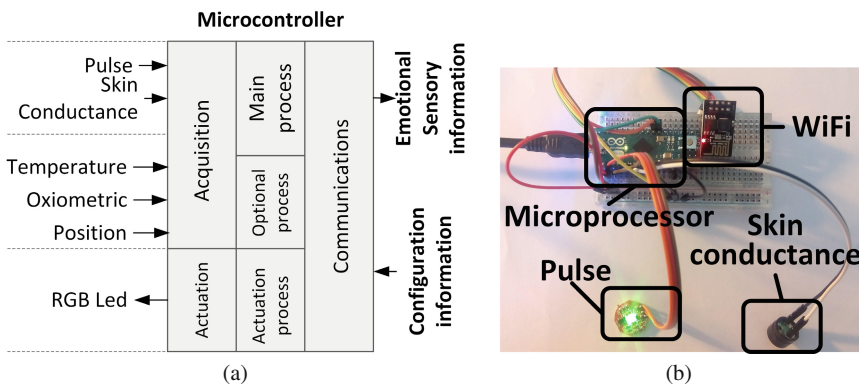 Microcontroller
Pulse
Skin
Conductance
Temperature
Oxiometric
Position
RGB Led
Acquisition
Main
process
Optional
process
Actuation
Actuation
process
Communications
Emotional
Sensory
information
Configuration
information
(a)
WiFi
Microprocessor
Skin
conductance
Pulse
(b)